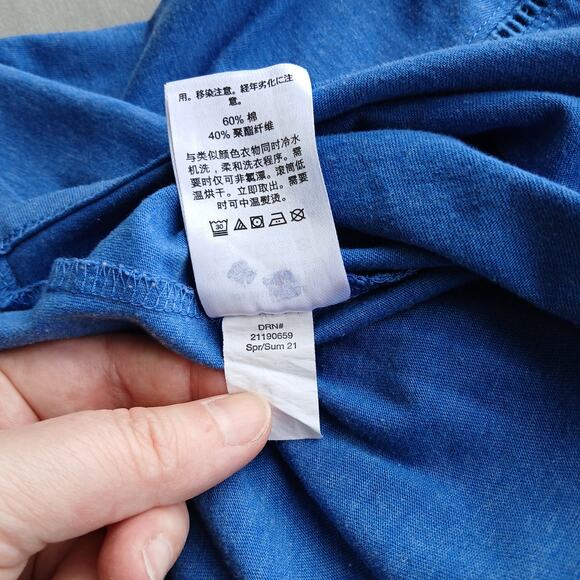 用。移染注意。経年劣化に注
意。
60% 棉
40% 聚酯纤维
与类似颜色衣物同时冷水
机洗，柔和洗衣程序。需
要时仅可非氯漂。滚筒低
温烘干。立即取出。需要
时可中温熨烫。
30
DRN#
21190659
Spr/Sum 21